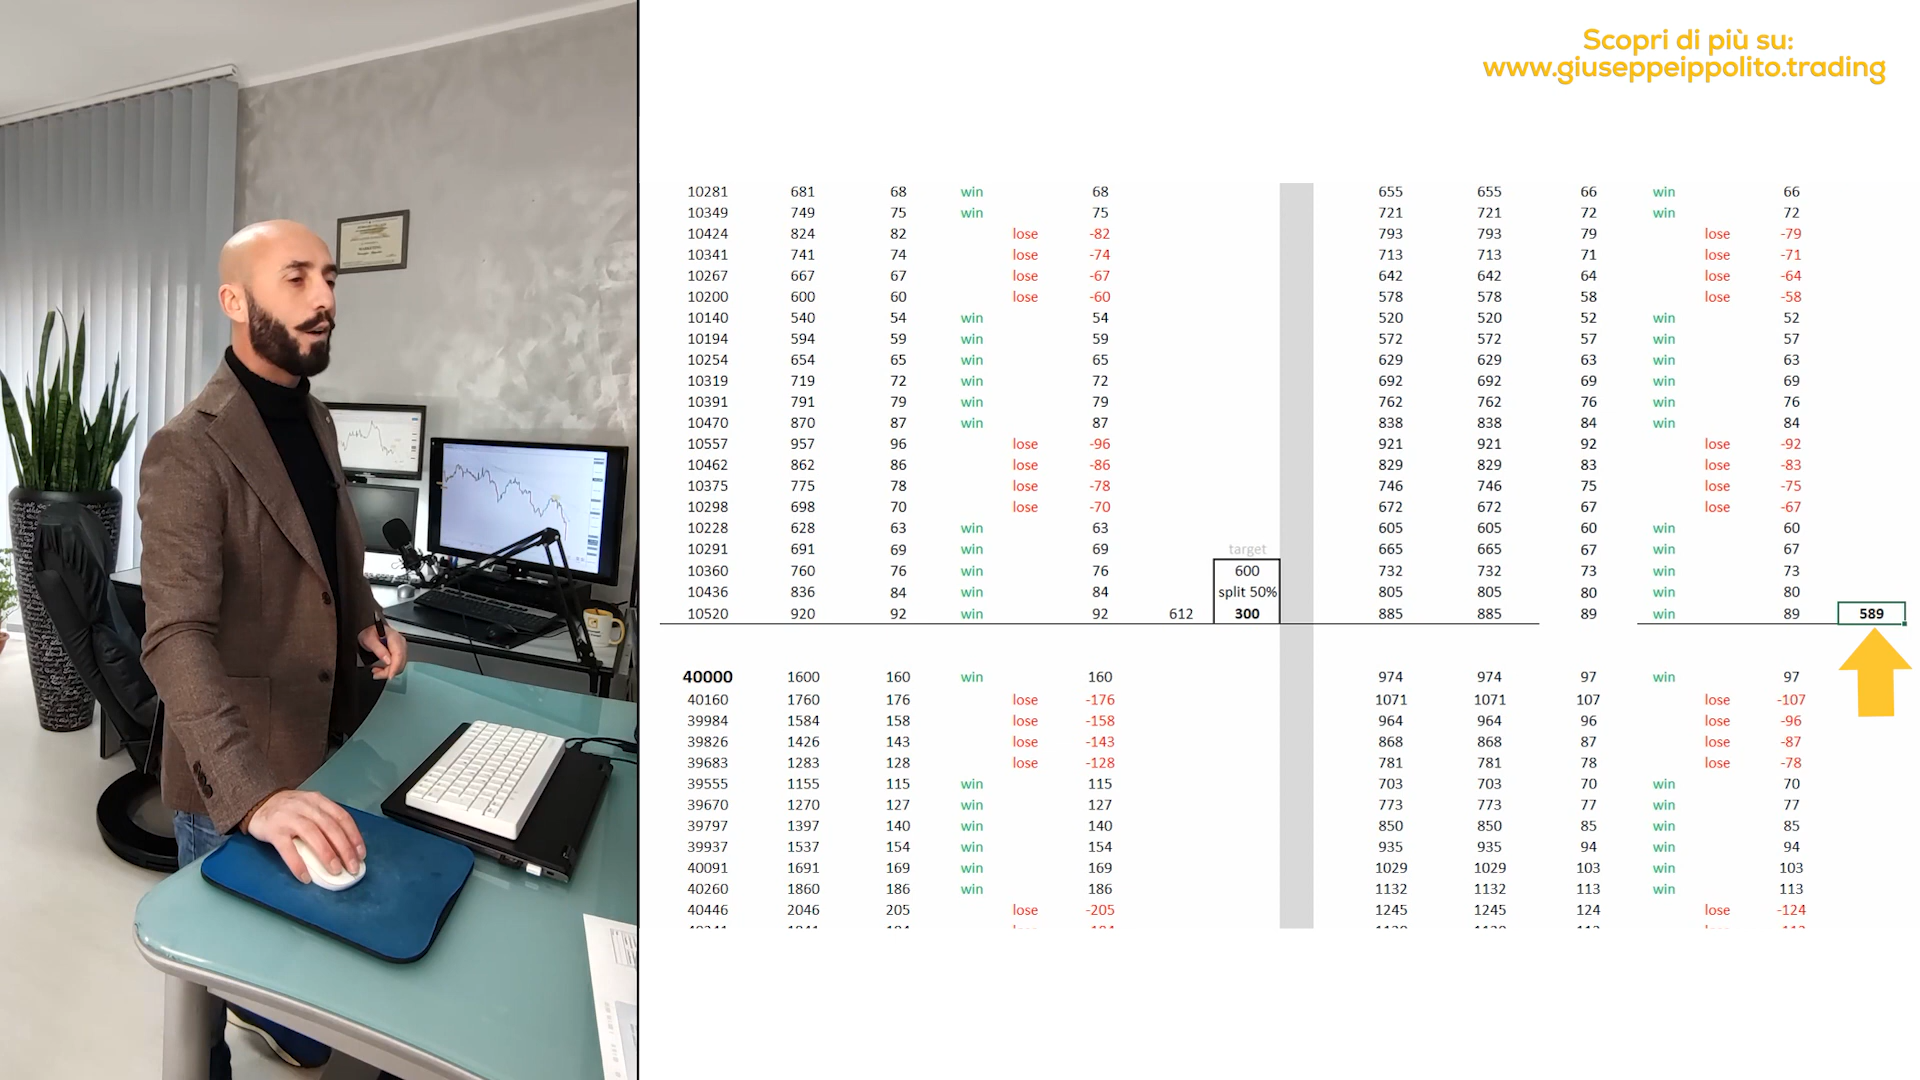 Scopri di più su:
www.giuseppeippolito.trading
10281 681 68 win 68 655 655 66 win 66
10349 749 75 win 75 721 721 72 win 72
10424 824 82 lose -82 793 793 79 lose -79
10341 741 74 lose -74 713 713 71 lose -71
10267 667 67 lose -67 642 642 64 lose -64
10200 600 60 lose -60 578 578 58 lose -58
10140 540 54 win 54 520 520 52 win 52
10194 594 59 win 59 572 572 57 win 57
10254 654 65 win 65 629 629 63 win 63
10319 719 72 win 72 692 692 69 win 69
10391 791 79 win 79 762 762 76 win 76
10470 870 87 win 87 838 838 84 win 84
10557 957 96 lose -96 921 921 92 lose -92
10462 862 86 lose -86 829 829 83 lose -83
10375 775 78 lose -78 746 746 75 lose -75
10298 698 70 lose -70 672 672 67 lose -67
10228 628 63 win 63 605 605 60 win 60
10291 691 69 win 69 target 665 665 67 win 67
10360 760 76 win 76 600 732 732 73 win 73
10436 836 84 win 84 split 50% 805 805 80 win 80
10520 920 92 win 92 612 300 885 885 89 win 89 589
40000 1600 160 win 160 974 974 97 win 97
40160 1760 176 lose -176 1071 1071 107 lose -107
39984 1584 158 lose -158 964 964 96 lose -96
39826 1426 143 lose -143 868 868 87 lose -87
39683 1283 128 lose -128 781 781 78 lose -78
39555 1155 115 win 115 703 703 70 win 70
39670 1270 127 win 127 773 773 77 win 77
39797 1397 140 win 140 850 850 85 win 85
39937 1537 154 win 154 935 935 94 win 94
40091 1691 169 win 169 1029 1029 103 win 103
40260 1860 186 win 186 1132 1132 113 win 113
40446 2046 205 lose -205 1245 1245 124 lose -124